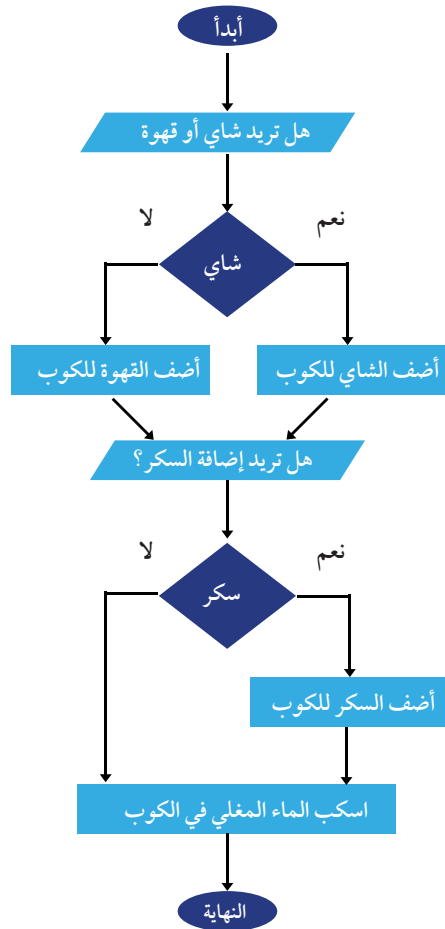 أبدأ
هل تريد شاي أو قهوة
نعم
لا
شاي
أضف الشاي للكوب
أضف القهوة للكوب
هل تريد إضافة السكر؟
نعم
لا
سكر
أضف السكر للكوب
اسكب الماء المغلي في الكوب
النهاية